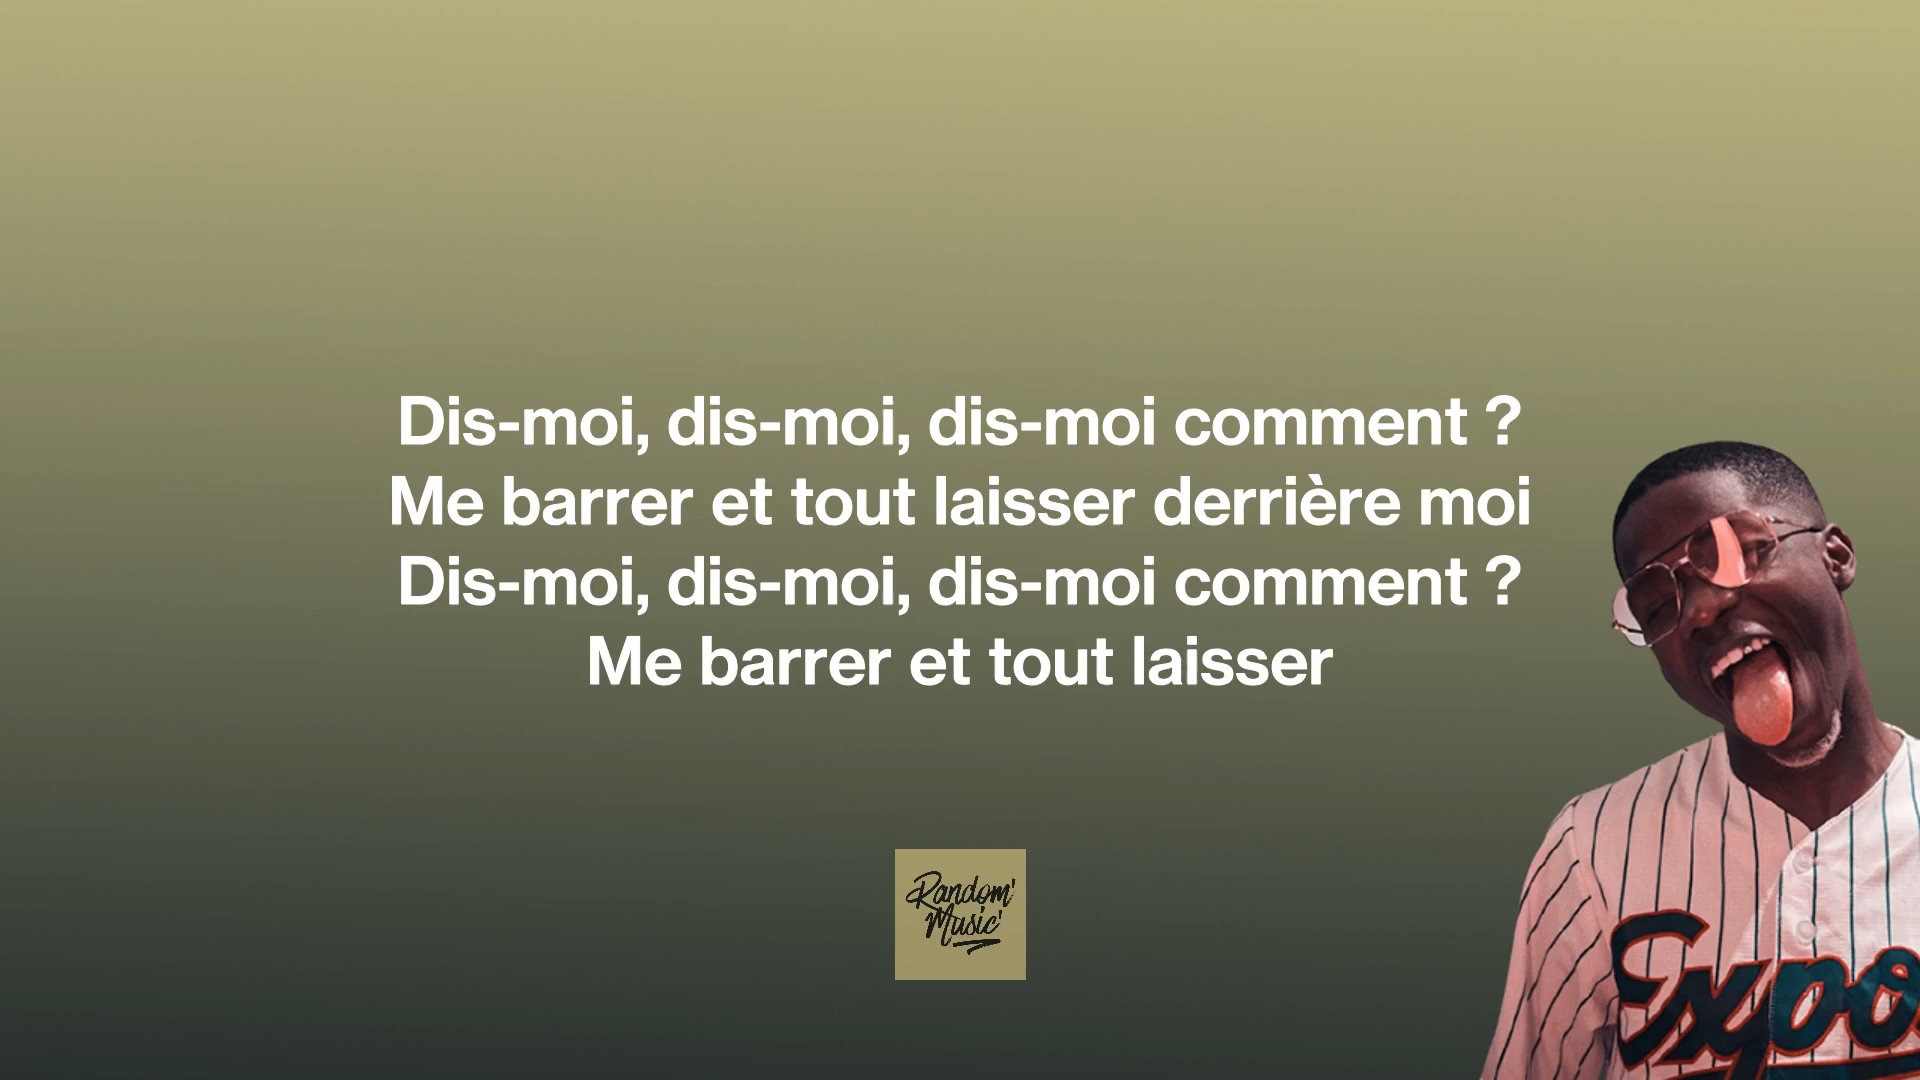 Dis-moi, dis-moi, dis-moi comment ?
Me barrer et tout laisser derrière moi
Dis-moi, dis-moi, dis-moi comment ?
Me barrer et tout laisser
Random'
Music'
Expo